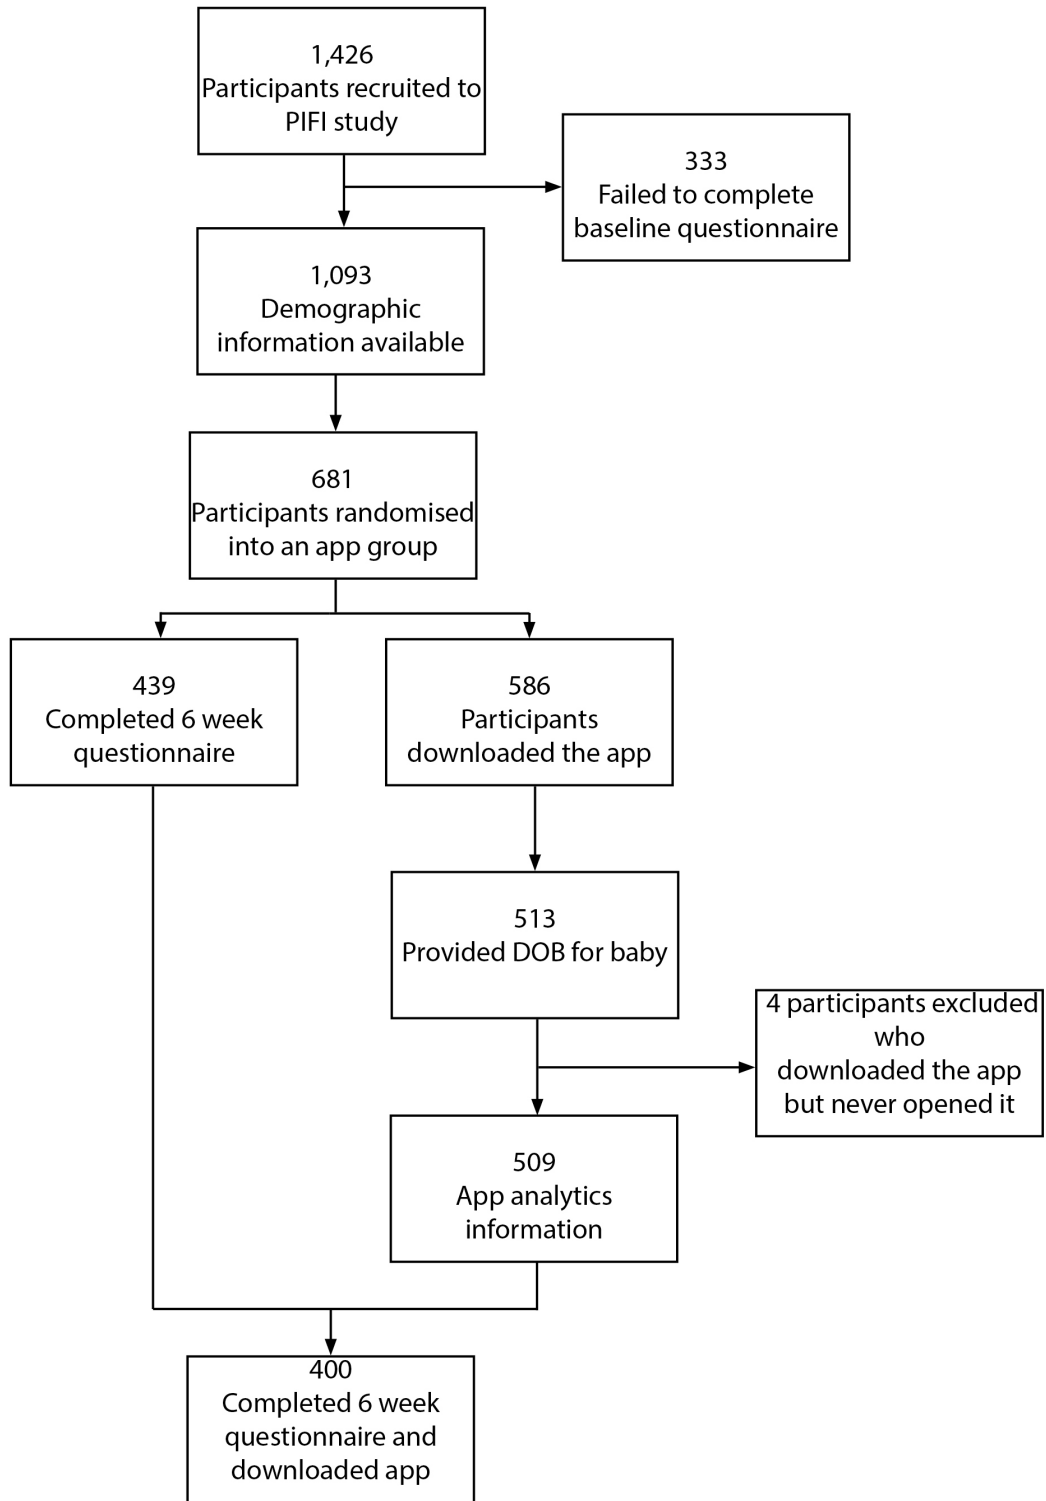 1,426
Participants recruited to
PIFI study
333
Failed to complete
baseline questionnaire
1,093
Demographic
information available
681
Participants randomised
into an app group
439
Completed 6 week
questionnaire
586
Participants
downloaded the app
513
Provided DOB for baby
4 participants excluded
who
downloaded the app
but never opened it
509
App analytics
information
400
Completed 6 week
questionnaire and
downloaded app